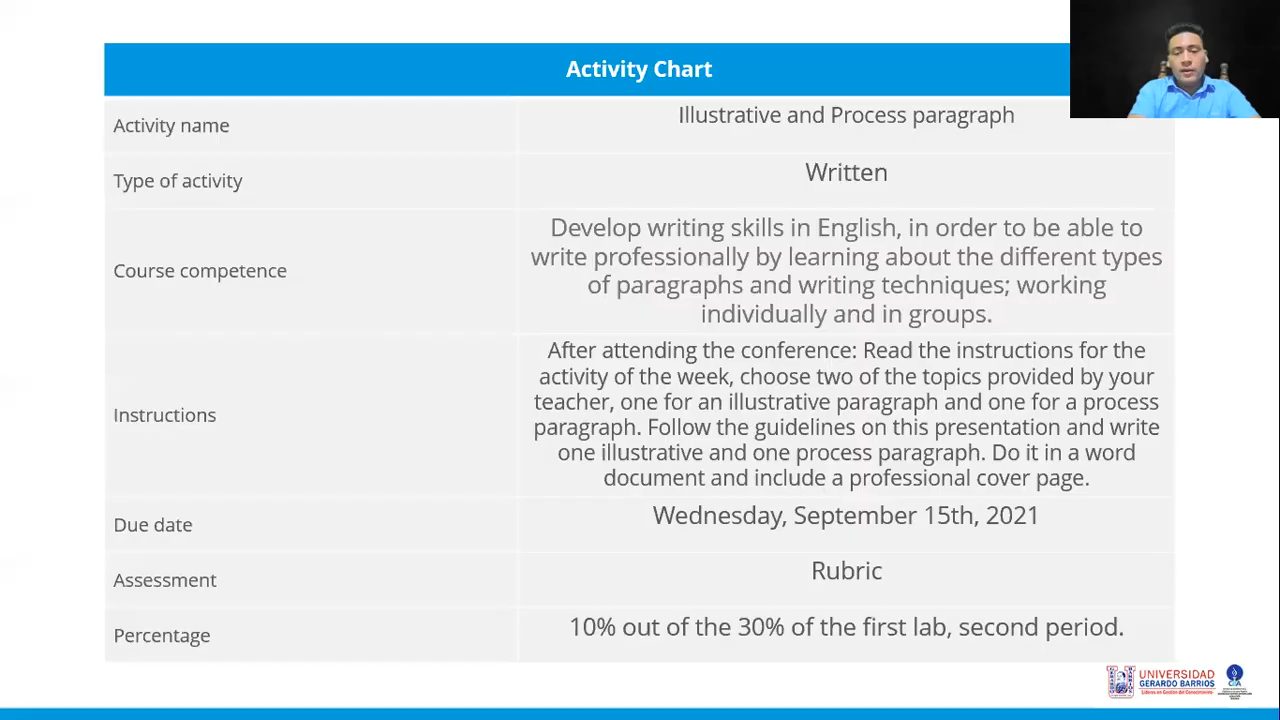 Activity Chart
Activity name
Illustrative and Process paragraph
Type of activity
Written
Course competence
Develop writing skills in English, in order to be able to
write professionally by learning about the different types
of paragraphs and writing techniques; working
individually and in groups.
Instructions
After attending the conference: Read the instructions for the
activity of the week, choose two of the topics provided by your
teacher, one for an illustrative paragraph and one for a process
paragraph. Follow the guidelines on this presentation and write
one illustrative and one process paragraph. Do it in a word
document and include a professional cover page.
Due date
Wednesday, September 15th, 2021
Assessment
Rubric
Percentage
10% out of the 30% of the first lab, second period.
UNIVERSIDAD
GERARDO BARRIOS
Líderes en Gestión del Conocimiento